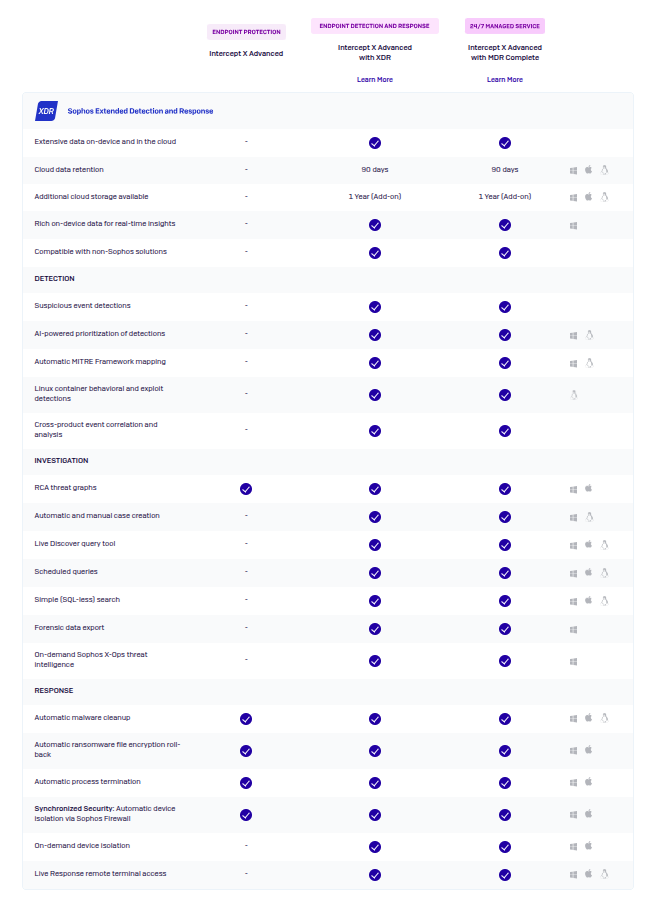 ENDPOINT PROTECTION
ENDPOINT DETECTION AND RESPONSE
24/7 MANAGED SERVICE
Intercept X Advanced
Intercept X Advanced
with XDR
Intercept X Advanced
with MDR Complete
Learn More
Learn More
XDR Sophos Extended Detection and Response
Extensive data on-device and in the cloud -
Cloud data retention - 90 days 90 days
Additional cloud storage available - 1 Year (Add-on) 1 Year (Add-on)
Rich on-device data for real-time insights -
Compatible with non-Sophos solutions -
DETECTION
Suspicious event detections -
AI-powered prioritization of detections -
Automatic MITRE Framework mapping -
Linux container behavioral and exploit
detections -
Cross-product event correlation and
analysis -
INVESTIGATION
RCA threat graphs
Automatic and manual case creation -
Live Discover query tool -
Scheduled queries -
Simple (SQL-less) search -
Forensic data export -
On-demand Sophos X-Ops threat
intelligence -
RESPONSE
Automatic malware cleanup
Automatic ransomware file encryption roll-
back
Automatic process termination
Synchronized Security: Automatic device
isolation via Sophos Firewall
On-demand device isolation -
Live Response remote terminal access -